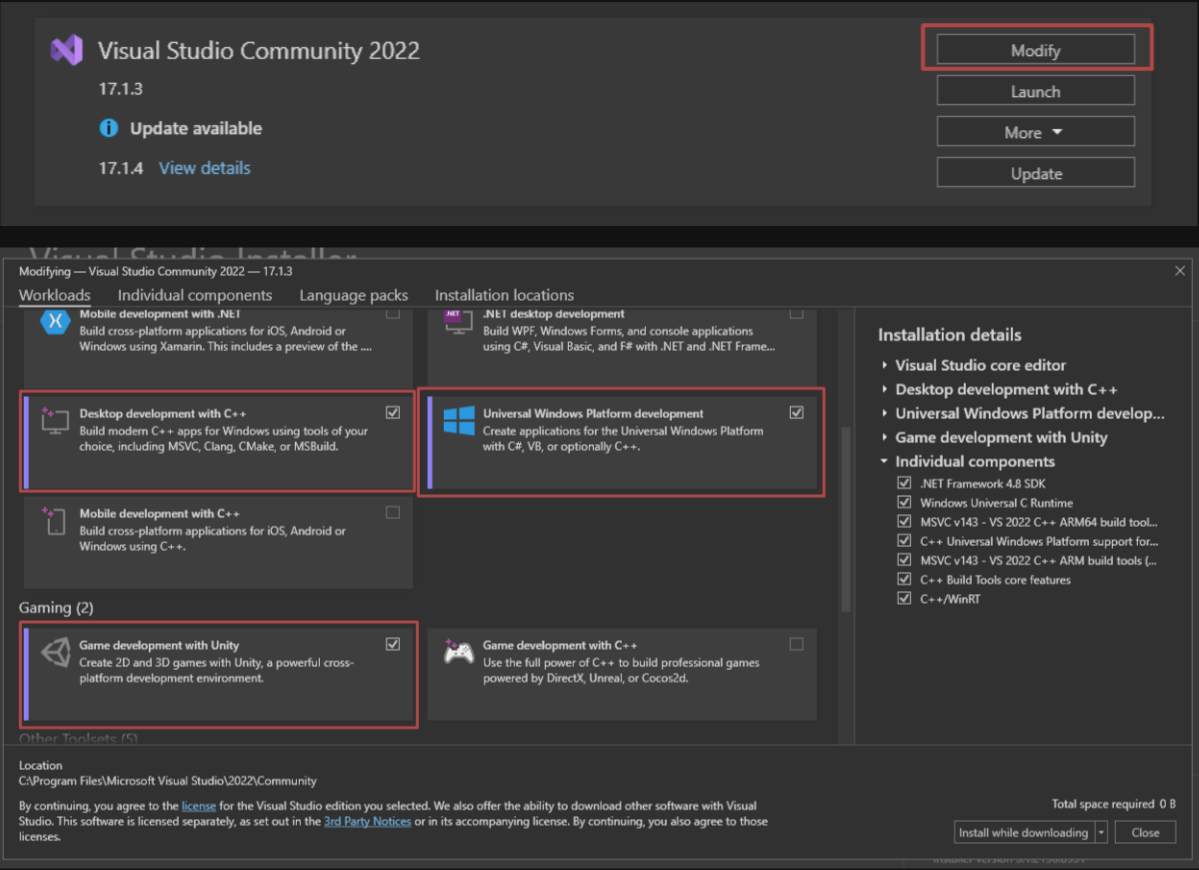 Visual Studio Community 2022
Modify
17.1.3
Launch
Update available
More
17.1.4 View details
Update
Visual Studio Installer
Modifying — Visual Studio Community 2022 — 17.1.3
Workloads Individual components Language packs Installation locations
Mobile development with .NET
Build cross-platform applications for iOS, Android or
Windows using Xamarin. This includes a preview of the ....
.NET
.NET desktop development
Build WPF, Windows Forms, and console applications
using C#, Visual Basic, and F# with .NET and .NET Frame...
Desktop development with C++
Build modern C++ apps for Windows using tools of your
choice, including MSVC, Clang, CMake, or MSBuild.
Universal Windows Platform development
Create applications for the Universal Windows Platform
with C#, VB, or optionally C++.
Mobile development with C++
Build cross-platform applications for iOS, Android or
Windows using C++.
Gaming (2)
Game development with Unity
Create 2D and 3D games with Unity, a powerful cross-
platform development environment.
Game development with C++
Use the full power of C++ to build professional games
powered by DirectX, Unreal, or Cocos2d.
Other Toolsets (5)
Installation details
Visual Studio core editor
Desktop development with C++
Universal Windows Platform develop...
Game development with Unity
Individual components
.NET Framework 4.8 SDK
Windows Universal C Runtime
MSVC v143 - VS 2022 C++ ARM64 build tool...
C++ Universal Windows Platform support for...
MSVC v143 - VS 2022 C++ ARM build tools (...
C++ Build Tools core features
C++/WinRT
Location
C:\Program Files\Microsoft Visual Studio\2022\Community
By continuing, you agree to the license for the Visual Studio edition you selected. We also offer the ability to download other software with Visual
Studio. This software is licensed separately, as set out in the 3rd Party Notices or in its accompanying license. By continuing, you also agree to those
licenses.
Total space required 0 B
Install while downloading
Close